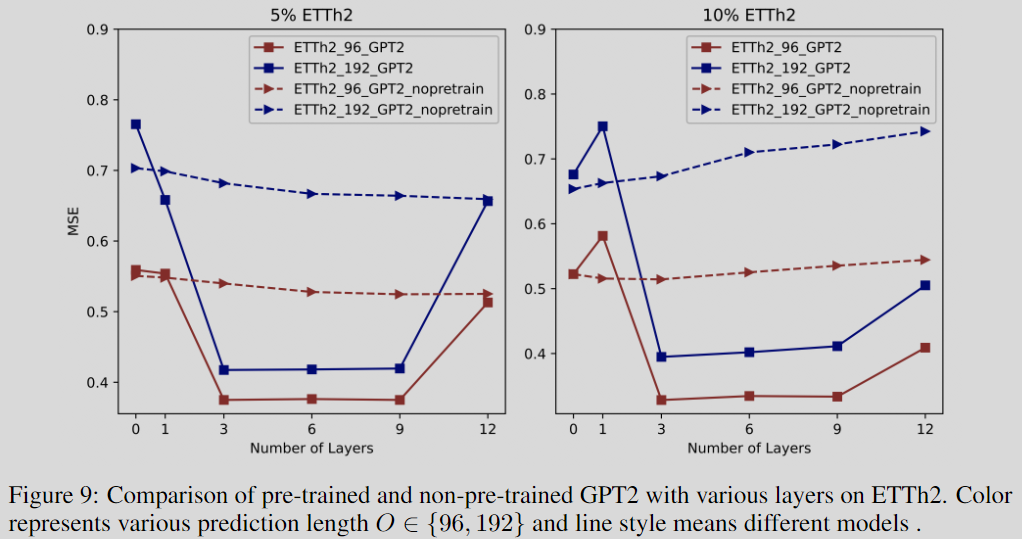 5% ETTh2
0.9
0.8
0.7
0.6
0.5
0.4
MSE
ETTh2_96_GPT2
ETTh2_192_GPT2
ETTh2_96_GPT2_nopretrain
ETTh2_192_GPT2_nopretrain
0 1 3 6 9 12
Number of Layers
10% ETTh2
0.9
0.8
0.7
0.6
0.5
0.4
ETTh2_96_GPT2
ETTh2_192_GPT2
ETTh2_96_GPT2_nopretrain
ETTh2_192_GPT2_nopretrain
0 1 3 6 9 12
Number of Layers
Figure 9: Comparison of pre-trained and non-pre-trained GPT2 with various layers on ETTh2. Color
represents various prediction length O ∈ {96, 192} and line style means different models .